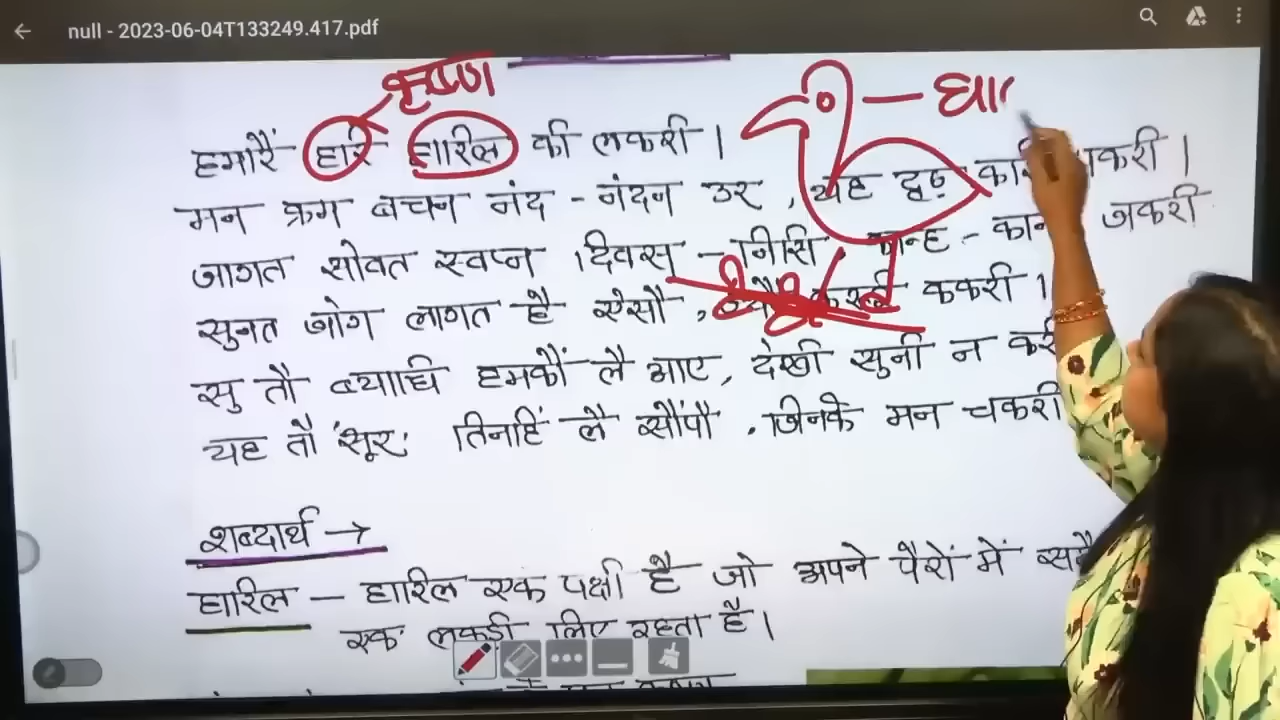 null - 2023-06-04T133249.417.pdf
कृष्ण
हमारैं हरि हारिल की लकरी ।
मन क्रम बचन नंद - नंदन उर , यह दृढ़ करि पकरी ।
जागत सोवत स्वप्न दिवस - निसि, कान्ह - कान्ह जकरी
सुनत जोग लागत है ऐसौ , ककरी ।
सु तौ ब्याधि हमकौं लै आए, देखी सुनी न करी
यह तौ 'सूर' तिनहिं लै सौंपौ , जिनके मन चकरी
शब्दार्थ →
हारिल – हारिल एक पक्षी है जो अपने पैरों में
एक लकड़ी लिए रहता है।